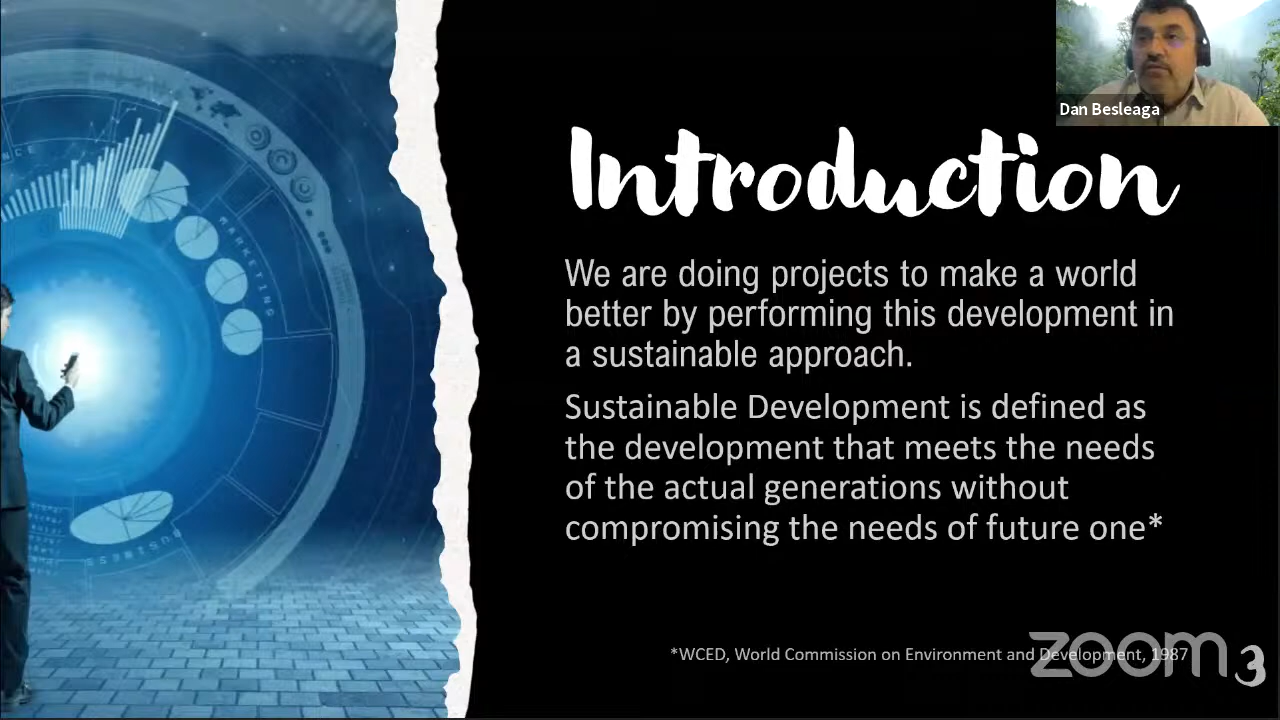 Dan Besleaga
Introduction
We are doing projects to make a world
better by performing this development in
a sustainable approach.
Sustainable Development is defined as
the development that meets the needs
of the actual generations without
compromising the needs of future one*
*WCED, World Commission on Environment and Development, 1987
zoom
3
MARKETING
BUSINESS